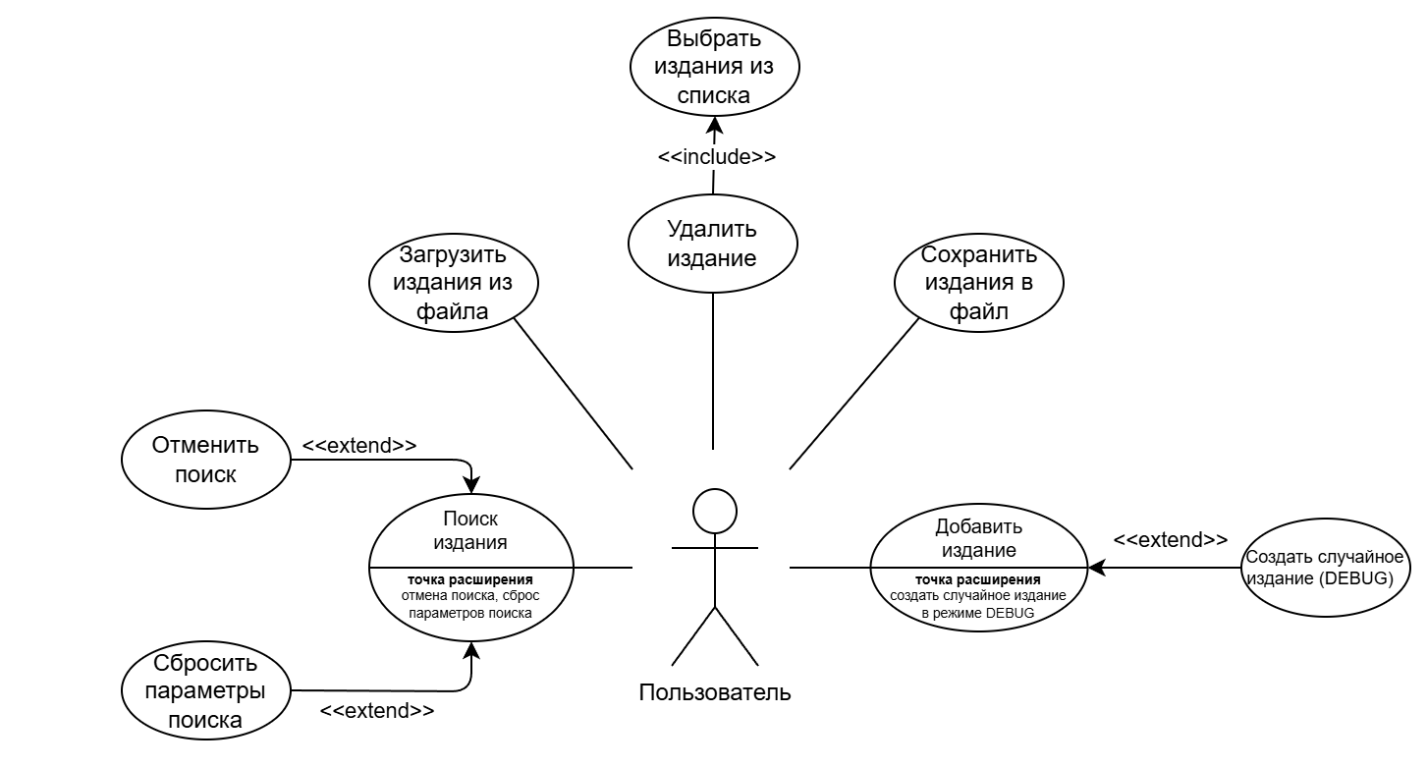 Выбрать
издания из
списка
<<include>>
Удалить
издание
Загрузить
издания из
файла
Сохранить
издания в
файл
Отменить
поиск
<<extend>>
Поиск
издания
точка расширения
отмена поиска, сброс
параметров поиска
Добавить
издание
точка расширения
создать случайное издание
в режиме DEBUG
<<extend>>
Создать случайное
издание (DEBUG)
Сбросить
параметры
поиска
<<extend>>
Пользователь